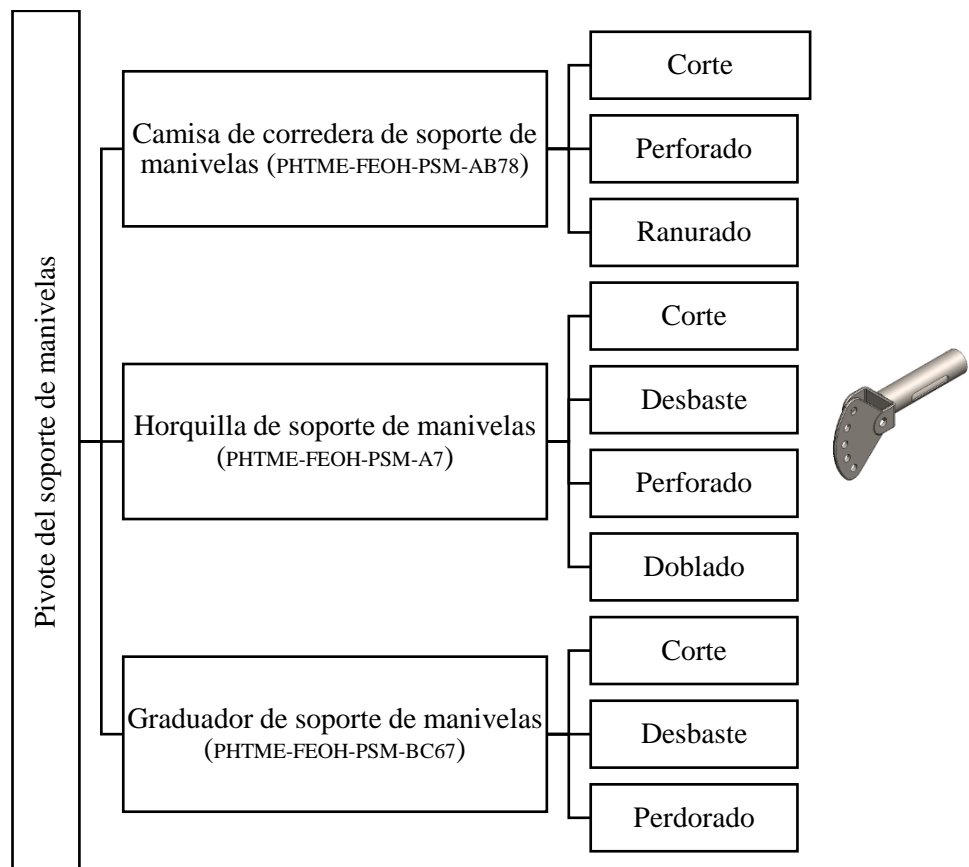 Pivote del soporte de manivelas
Camisa de corredera de soporte de
manivelas (PHTME-FEOH-PSM-AB78)
Corte
Perforado
Ranurado
Horquilla de soporte de manivelas
(PHTME-FEOH-PSM-A7)
Corte
Desbaste
Perforado
Doblado
Graduador de soporte de manivelas
(PHTME-FEOH-PSM-BC67)
Corte
Desbaste
Perdorado